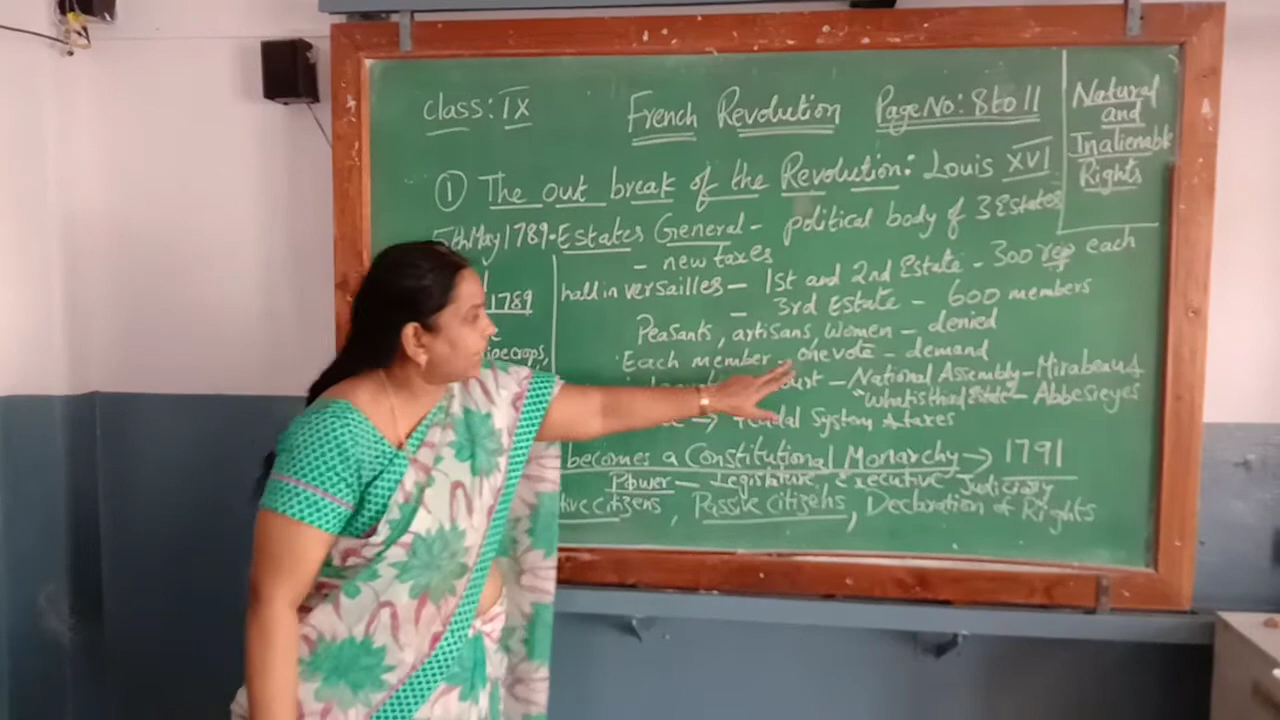 Class: IX French Revolution Page No: 8 to 11
Natural
and
Inalienable
Rights
① The out break of the Revolution: Louis XVI
5th May 1789 - Estates General - political body of 3 Estates
- new taxes
1789
hall in versailles - 1st and 2nd Estate - 300 rep each
- 3rd Estate - 600 members
Peasants, artisans, Women - denied
Each member - one vote - demand
- National Assembly - Mirabeau &
"What is third Estate" - Abbesieyes
→ System & taxes
becomes a Constitutional Monarchy → 1791
Power - Legislature, Executive Judiciary
citizens, Passive citizens, Declaration of Rights